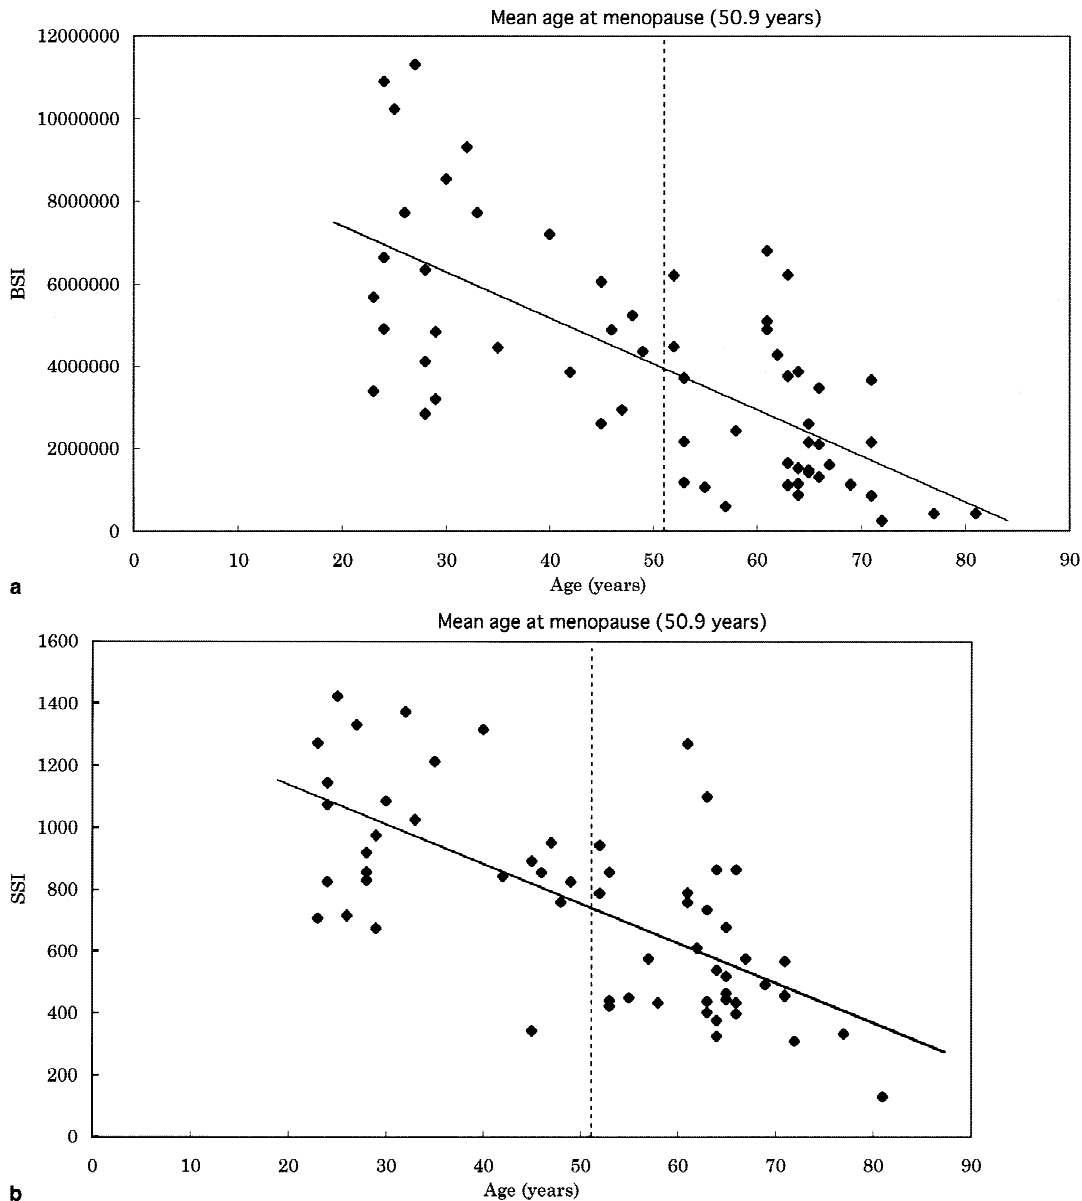 Mean age at menopause (50.9 years)
12000000
10000000
8000000
6000000
4000000
2000000
0
BSI
0 10 20 30 40 50 60 70 80 90
Age (years)
a
Mean age at menopause (50.9 years)
1600
1400
1200
1000
800
600
400
200
0
SSI
0 10 20 30 40 50 60 70 80 90
Age (years)
b